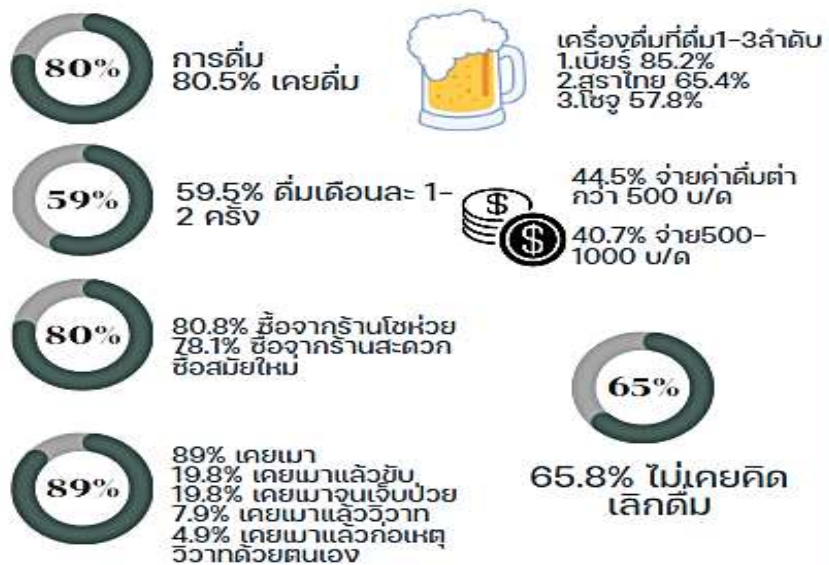 80%
การดื่ม
80.5% เคยดื่ม
เครื่องดื่มที่ดื่ม1-3ลำดับ
1.เบียร์ 85.2%
2.สุราไทย 65.4%
3.โซจู 57.8%
59%
59.5% ดื่มเดือนละ 1-
2 ครั้ง
$
$
44.5% จ่ายค่าดื่มต่ำ
กว่า 500 บ/ด
40.7% จ่าย500-
1000 บ/ด
80%
80.8% ซื้อจากร้านโชห่วย
78.1% ซื้อจากร้านสะดวก
ซื้อสมัยใหม่
65%
65.8% ไม่เคยคิด
เลิกดื่ม
89%
89% เคยเมา
19.8% เคยเมาแล้วขับ
19.8% เคยเมาจนเจ็บป่วย
7.9% เคยเมาแล้ววิวาท
4.9% เคยเมาแล้วก่อเหตุ
วิวาทด้วยตนเอง